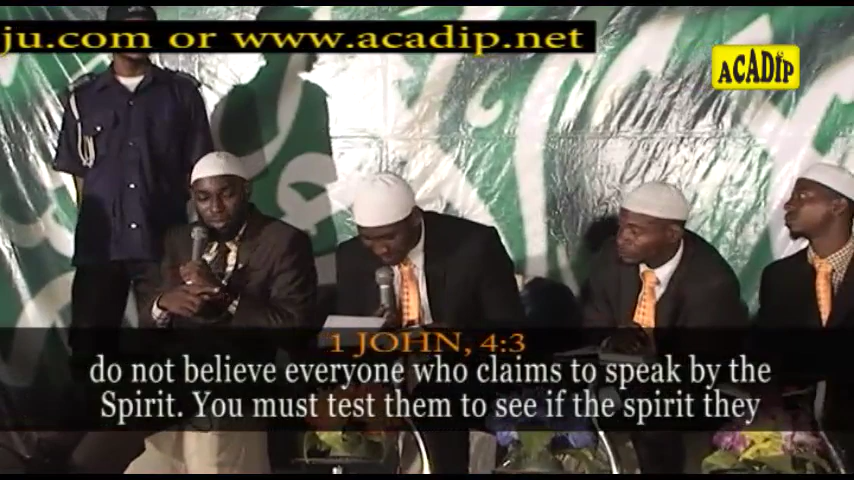 ju.com or www.acadip.net
ACADIP
1 JOHN, 4:3
do not believe everyone who claims to speak by the
Spirit. You must test them to see if the spirit they